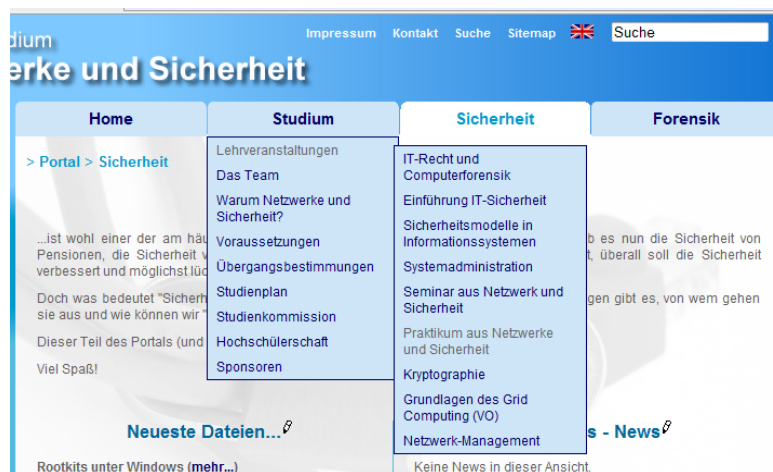 dium
Impressum Kontakt Suche Sitemap Suche
erke und Sicherheit
Home Studium Sicherheit Forensik
> Portal > Sicherheit
Lehrveranstaltungen
Das Team
Warum Netzwerke und
Sicherheit?
Voraussetzungen
Übergangsbestimmungen
Studienplan
Studienkommission
Hochschülerschaft
Sponsoren
IT-Recht und
Computerforensik
Einführung IT-Sicherheit
Sicherheitsmodelle in
Informationssystemen
Systemadministration
Seminar aus Netzwerk und
Sicherheit
Praktikum aus Netzwerke
und Sicherheit
Kryptographie
Grundlagen des Grid
Computing (VO)
Netzwerk-Management
...ist wohl einer der am häu b es nun die Sicherheit von
Pensionen, die Sicherheit v t, überall soll die Sicherheit
verbessert und möglichst lüc
Doch was bedeutet "Sicherh gen gibt es, von wem gehen
sie aus und wie können wir "
Dieser Teil des Portals (und
Viel Spaß!
Neueste Dateien... s - News
Rootkits unter Windows (mehr...) Keine News in dieser Ansicht.